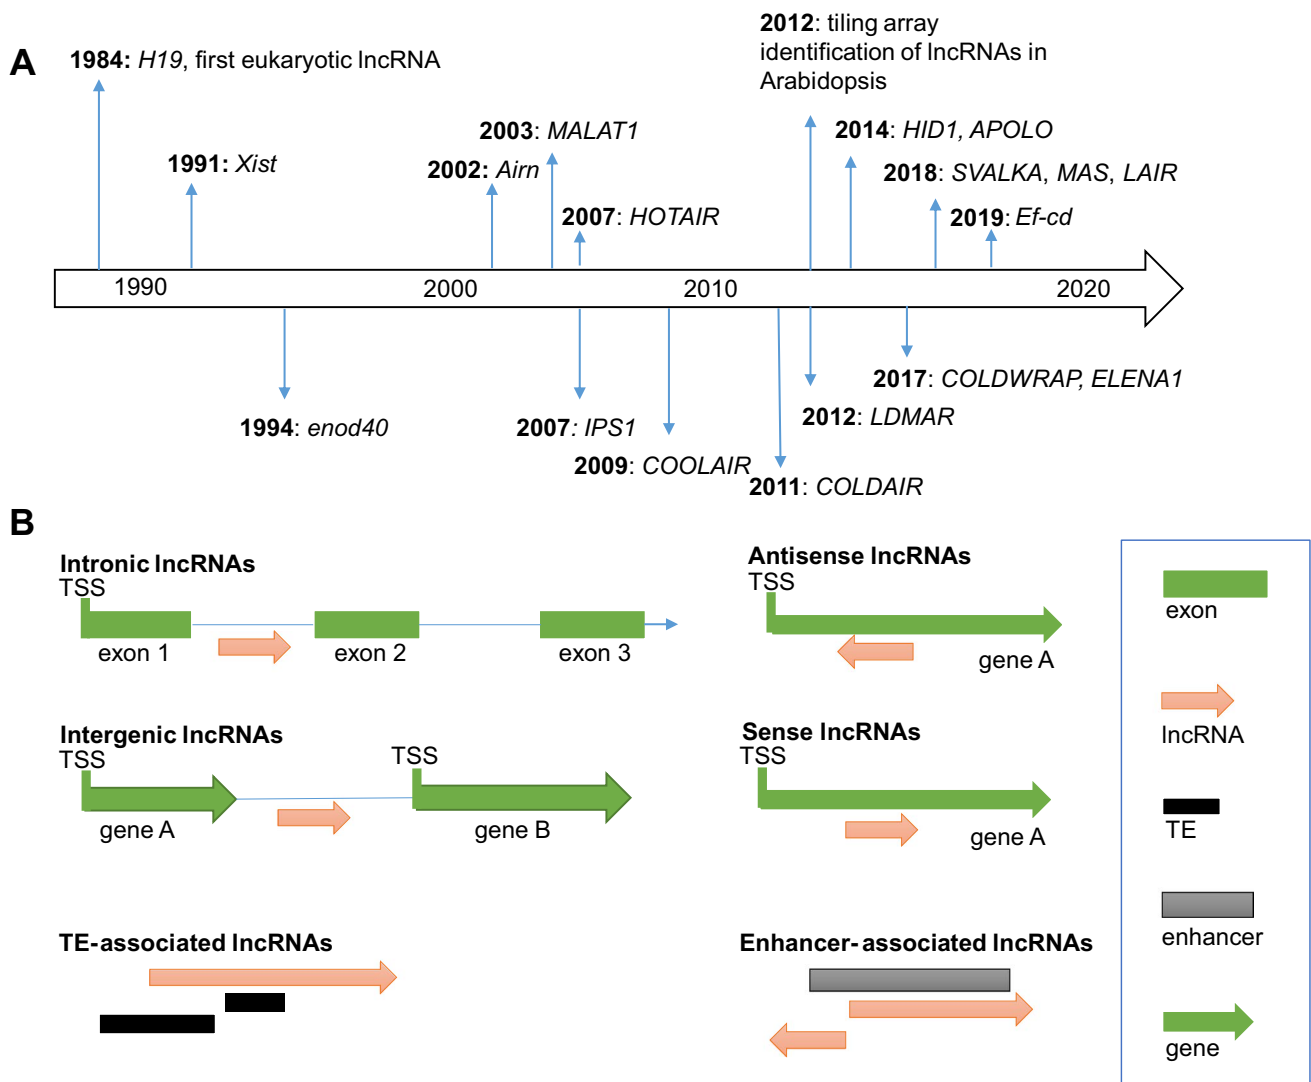 A
1984: H19, first eukaryotic lncRNA
1991: Xist
2002: Airn
2003: MALAT1
2007: HOTAIR
2012: tiling array
identification of lncRNAs in
Arabidopsis
2014: HID1, APOLO
2018: SVALKA, MAS, LAIR
2019: Ef-cd
1990
2000
2010
2020
1994: enod40
2007: IPS1
2009: COOLAIR
2011: COLDAIR
2012: LDMAR
2017: COLDWRAP, ELENA1
B
Intronic lncRNAs
TSS
exon 1
exon 2
exon 3
Antisense lncRNAs
TSS
gene A
Intergenic lncRNAs
TSS
TSS
gene A
gene B
Sense lncRNAs
TSS
gene A
TE-associated lncRNAs
Enhancer-associated lncRNAs
exon
lncRNA
TE
enhancer
gene